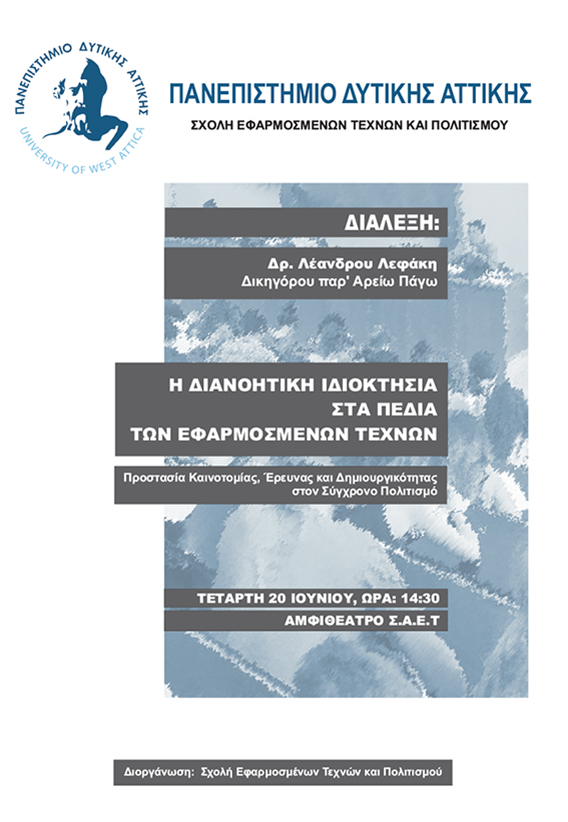 ΠΑΝΕΠΙΣΤΗΜΙΟ ΔΥΤΙΚΗΣ ΑΤΤΙΚΗΣ
UNIVERSITY OF WEST ATTICA
ΠΑΝΕΠΙΣΤΗΜΙΟ ΔΥΤΙΚΗΣ ΑΤΤΙΚΗΣ
ΣΧΟΛΗ ΕΦΑΡΜΟΣΜΕΝΩΝ ΤΕΧΝΩΝ ΚΑΙ ΠΟΛΙΤΙΣΜΟΥ
ΔΙΑΛΕΞΗ:
Δρ. Λέανδρου Λεφάκη
Δικηγόρου παρ' Αρείω Πάγω
Η ΔΙΑΝΟΗΤΙΚΗ ΙΔΙΟΚΤΗΣΙΑ
ΣΤΑ ΠΕΔΙΑ
ΤΩΝ ΕΦΑΡΜΟΣΜΕΝΩΝ ΤΕΧΝΩΝ
Προστασία Καινοτομίας, Έρευνας και Δημιουργικότητας
στον Σύγχρονο Πολιτισμό
ΤΕΤΑΡΤΗ 20 ΙΟΥΝΙΟΥ, ΩΡΑ: 14:30
ΑΜΦΙΘΕΑΤΡΟ Σ.Α.Ε.Τ
Διοργάνωση: Σχολή Εφαρμοσμένων Τεχνών και Πολιτισμού